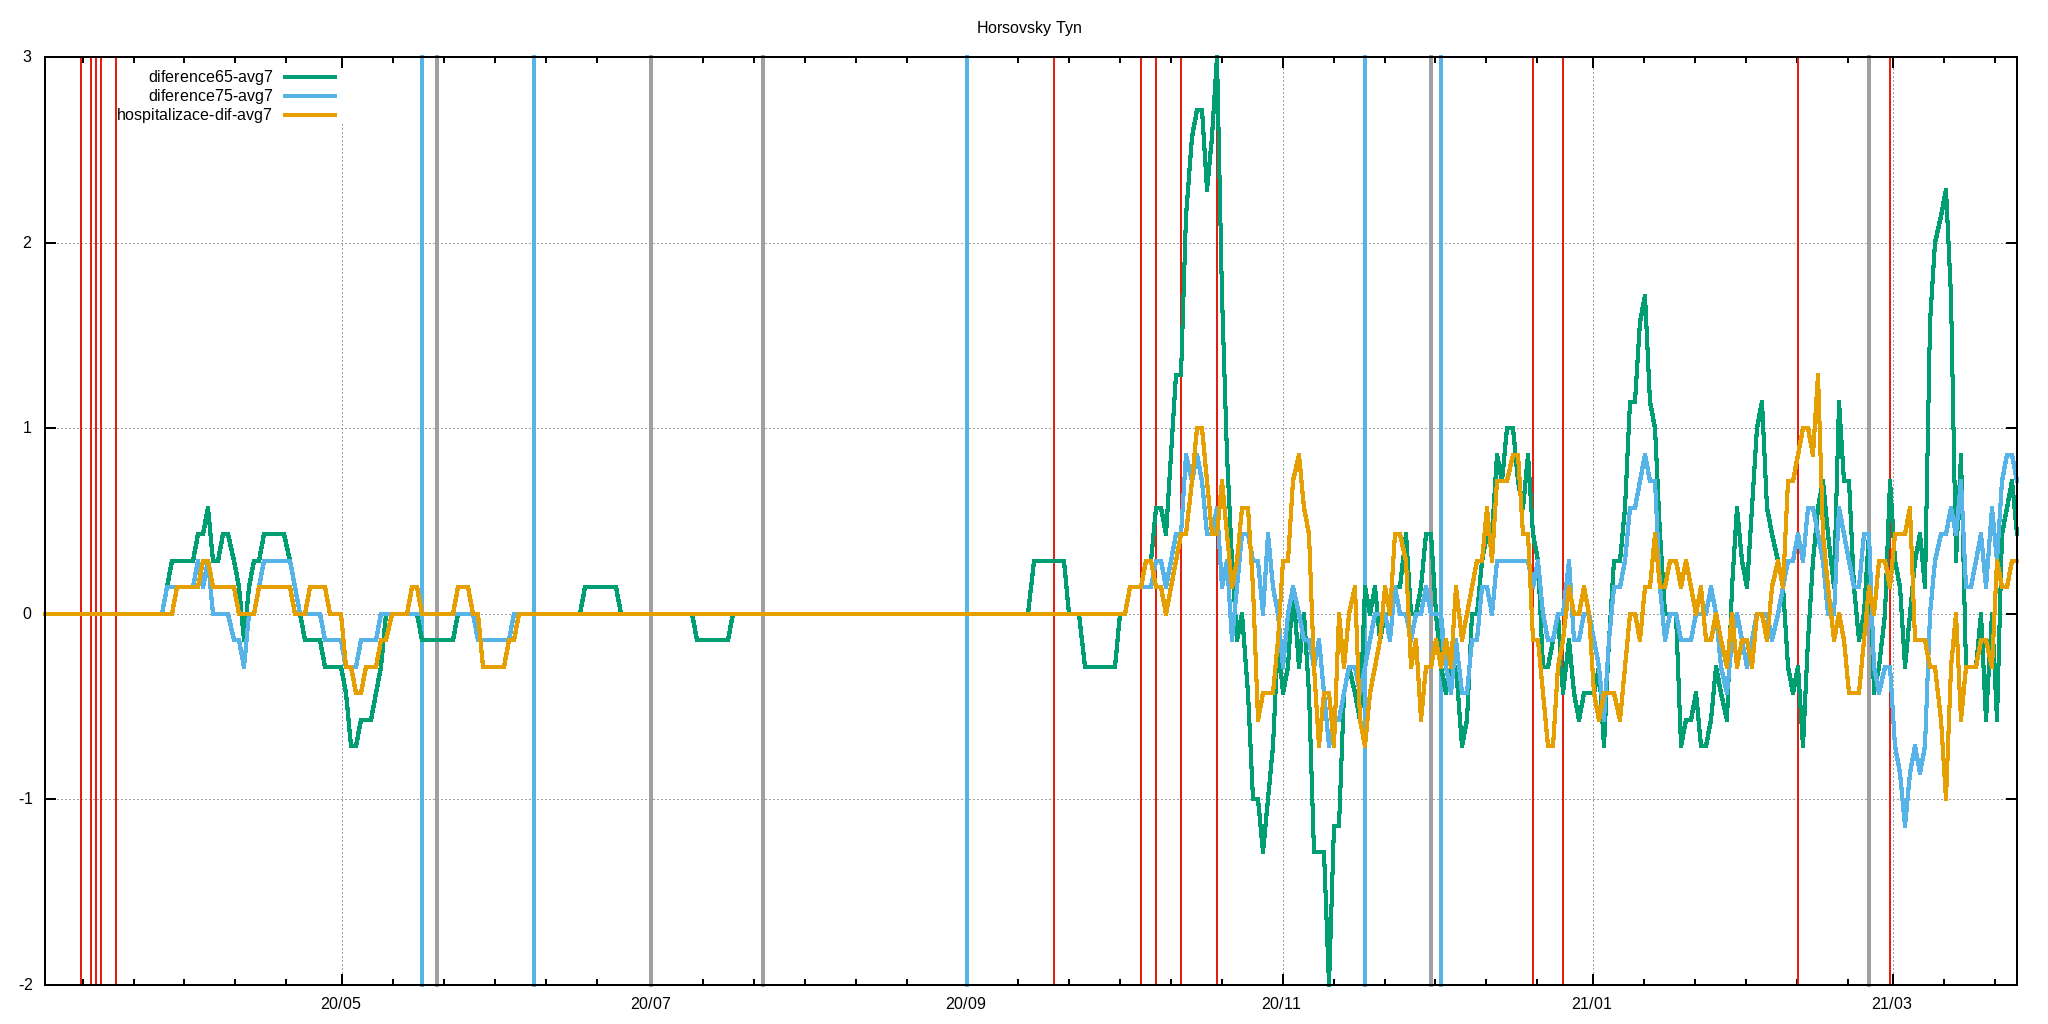 Horsovsky Tyn
3
diference65-avg7
diference75-avg7
hospitalizace-dif-avg7
2
1
0
-1
-2
20/05 20/07 20/09 20/11 21/01 21/03